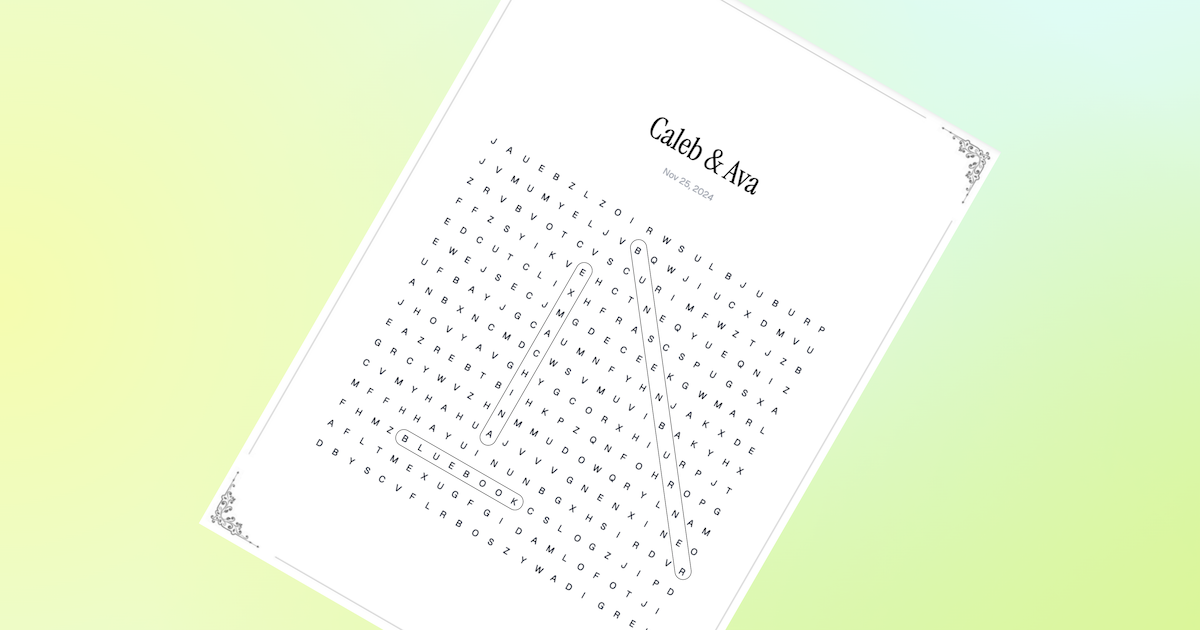 Caleb & Ava
Nov 25, 2024
J A U E B Z L Z O I R W S U L B J U B U R P
J V M U M Y E L J V B Q W J I U C X D M V U
Z R V B V O T C V S C U R I M F W Z T J Z B
F F Z S Y I K V E H C T N E Q Y U E Q N I Z
E D C U T C L I X H F R A S C S P U G S X A
E W E J S E C J M G D E C E E K G W M A R L
U F B A Y J G C A U M N F Y H N J A K X D E
A N B X N C M D C W S V M U V I B A K Y H X
J H O V Y A V G H Y G C O R X H I U R P J T
E A Z R E B T B I H K P Z Q N F O H R O P G
G R C Y W V Z H N M M U D O W Q R Y L N A M
C V M Y H A H U A J V V V G N E N X I N E O
M F F H H A Y U I N U N B G X H S I R D V R
F H M Z B L U E B O O K C S L O G Z J I P D
A F L T M E X U G F G I D A M L O F O T J I
D B Y S C V F L R B O S Z Y W A D I G R E